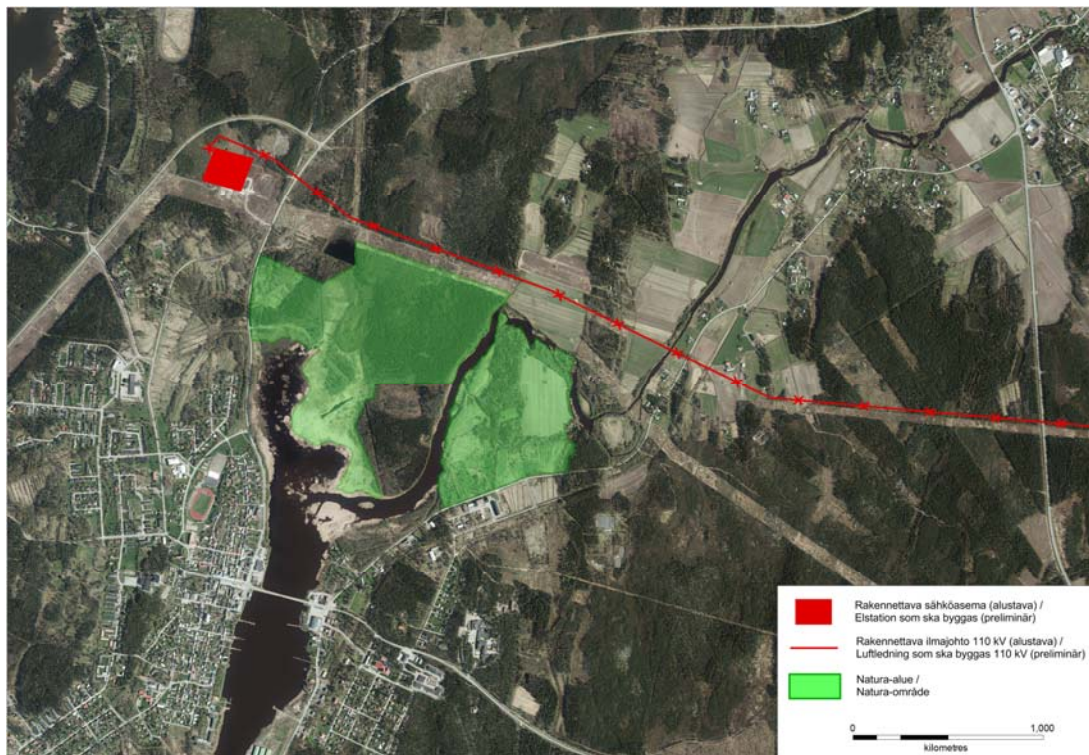 Rakennettava sähköasema (alustava) /
Elstation som ska byggas (preliminär)
Rakennettava ilmajohto 110 kV (alustava) /
Luftledning som ska byggas 110 kV (preliminär)
Natura-alue /
Natura-område
0 1,000
kilometres